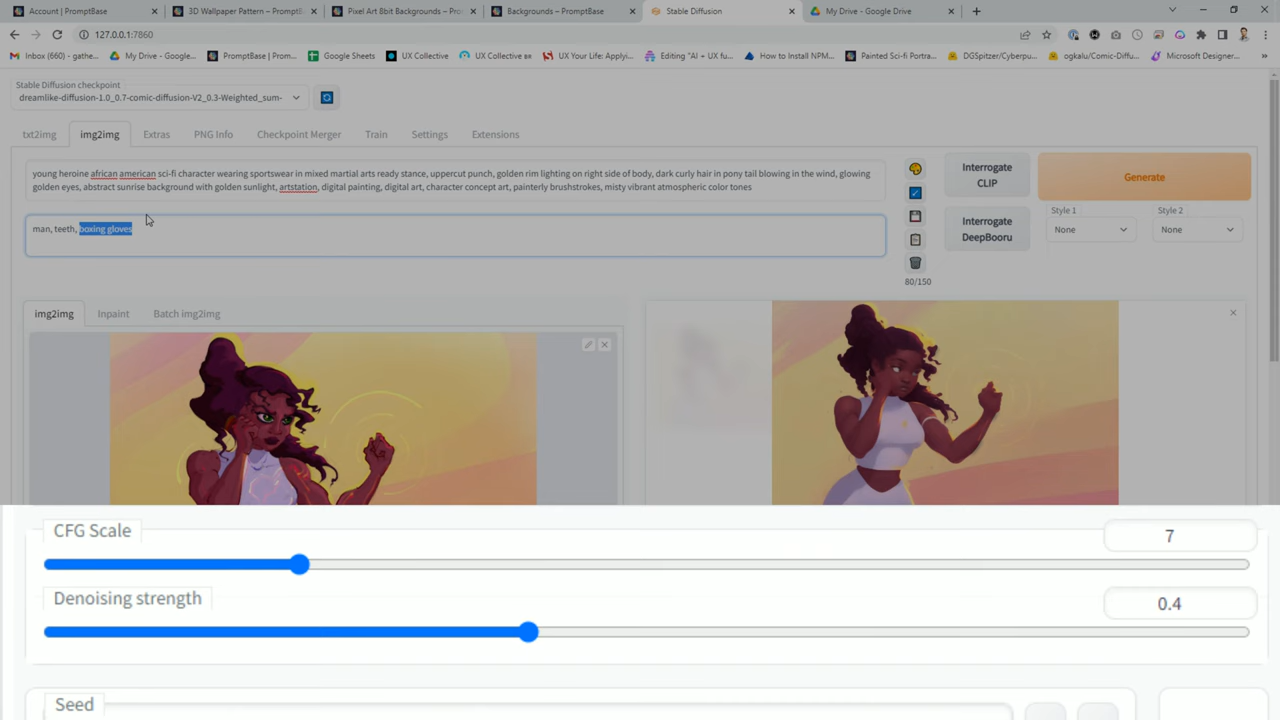 Account | PromptBase
3D Wallpaper Pattern – PromptB
Pixel Art 8bit Backgrounds – Pro
Backgrounds – PromptBase
Stable Diffusion
My Drive - Google Drive
127.0.0.1:7860
Inbox (660) - gathe...
My Drive - Google...
PromptBase | Prom...
Google Sheets
UX Collective
UX Collective
UX Your Life: Applyi...
Editing "AI + UX fu...
How to Install NPM...
Painted Sci-fi Portra...
DGSpitzer/Cyberpu...
ogkalu/Comic-Diffu...
Microsoft Designer...
»
Stable Diffusion checkpoint
dreamlike-diffusion-1.0_0.7-comic-diffusion-V2_0.3-Weighted_sum-
txt2img
img2img
Extras
PNG Info
Checkpoint Merger
Train
Settings
Extensions
young heroine african american sci-fi character wearing sportswear in mixed martial arts ready stance, uppercut punch, golden rim lighting on right side of body, dark curly hair in pony tail blowing in the wind, glowing
golden eyes, abstract sunrise background with golden sunlight, artstation, digital painting, digital art, character concept art, painterly brushstrokes, misty vibrant atmospheric color tones
man, teeth, boxing gloves
80/150
Interrogate
CLIP
Interrogate
DeepBooru
Generate
Style 1
None
Style 2
None
img2img
Inpaint
Batch img2img
CFG Scale
7
Denoising strength
0.4
Seed